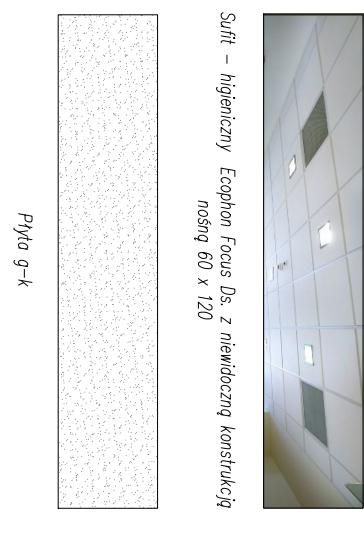 Sufit - higieniczny Ecophon Focus Ds. z niewidoczną konstrukcją
nośną 60 x 120
Płyta g-k